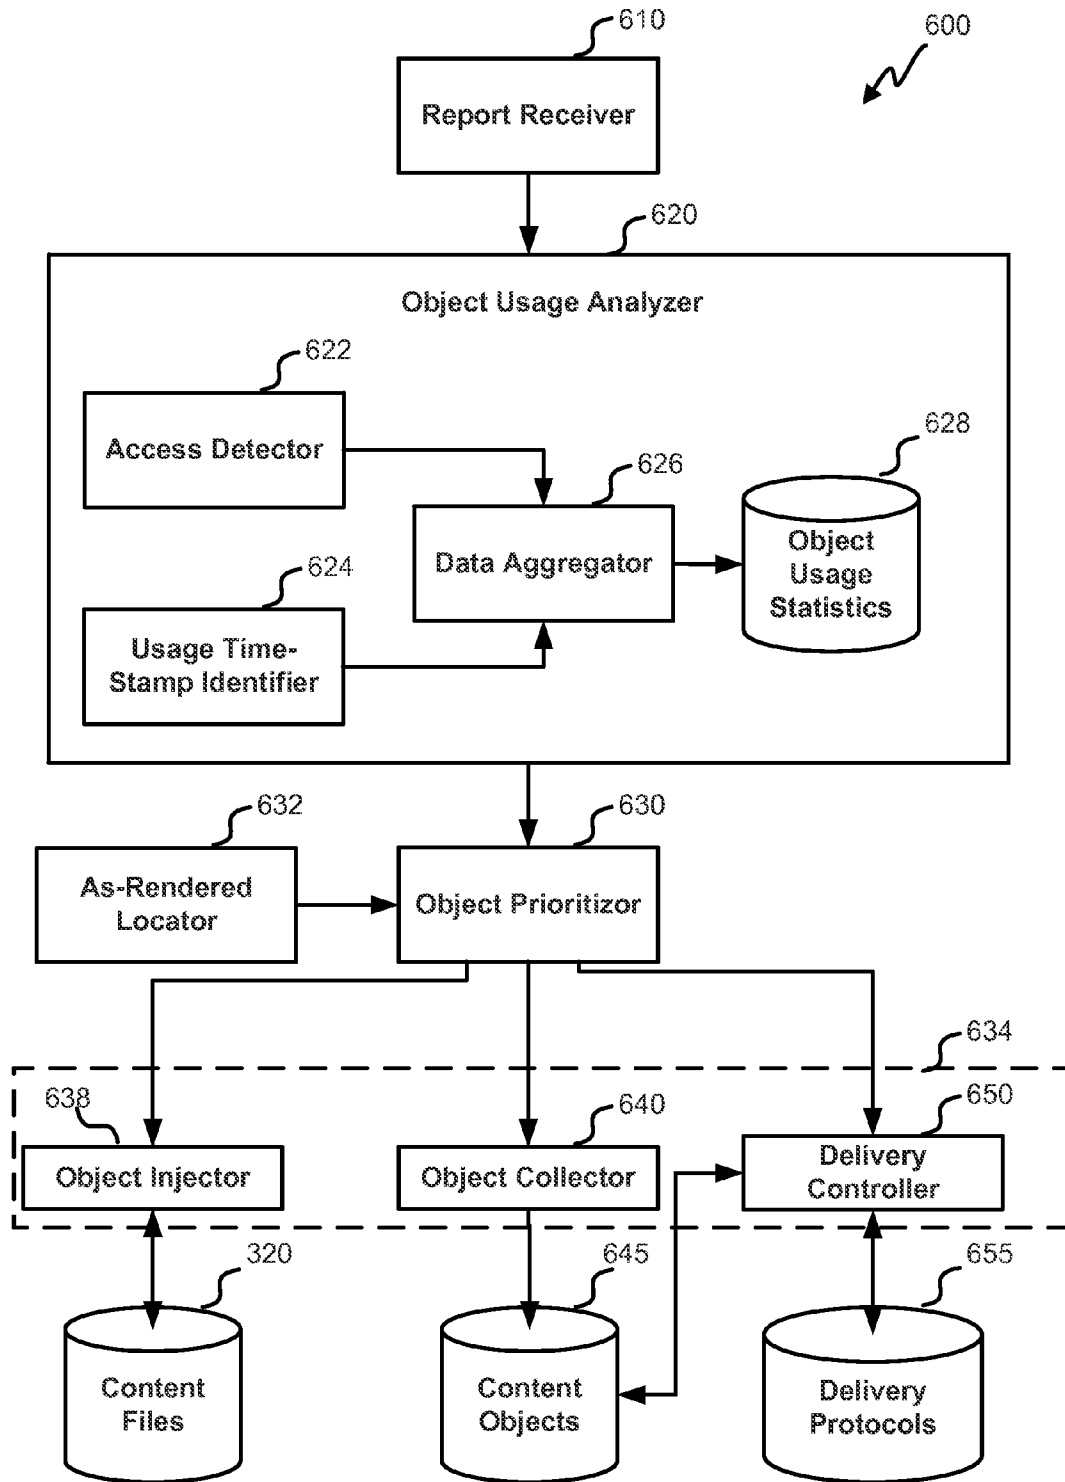 610
600
Report Receiver
620
Object Usage Analyzer
622
Access Detector
626
628
Data Aggregator
Object
Usage
Statistics
624
Usage Time-
Stamp Identifier
632
630
As-Rendered
Locator
Object Prioritizor
634
638
640
650
Object Injector
Object Collector
Delivery
Controller
320
645
655
Content
Files
Content
Objects
Delivery
Protocols